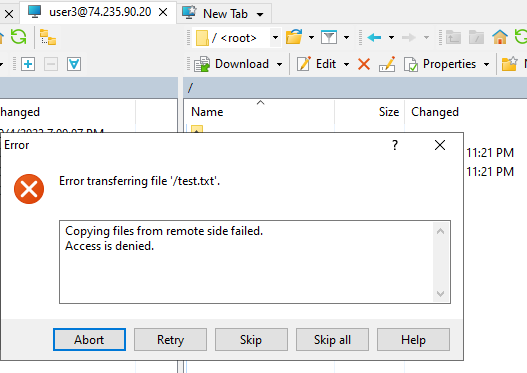 user3@74.235.90.20
New Tab
/ <root>
Download
Edit
Properties
/
hanged
Name
Size
Changed
11:21 PM
11:21 PM
Error
?
Error transferring file '/test.txt'.
Copying files from remote side failed.
Access is denied.
Abort
Retry
Skip
Skip all
Help